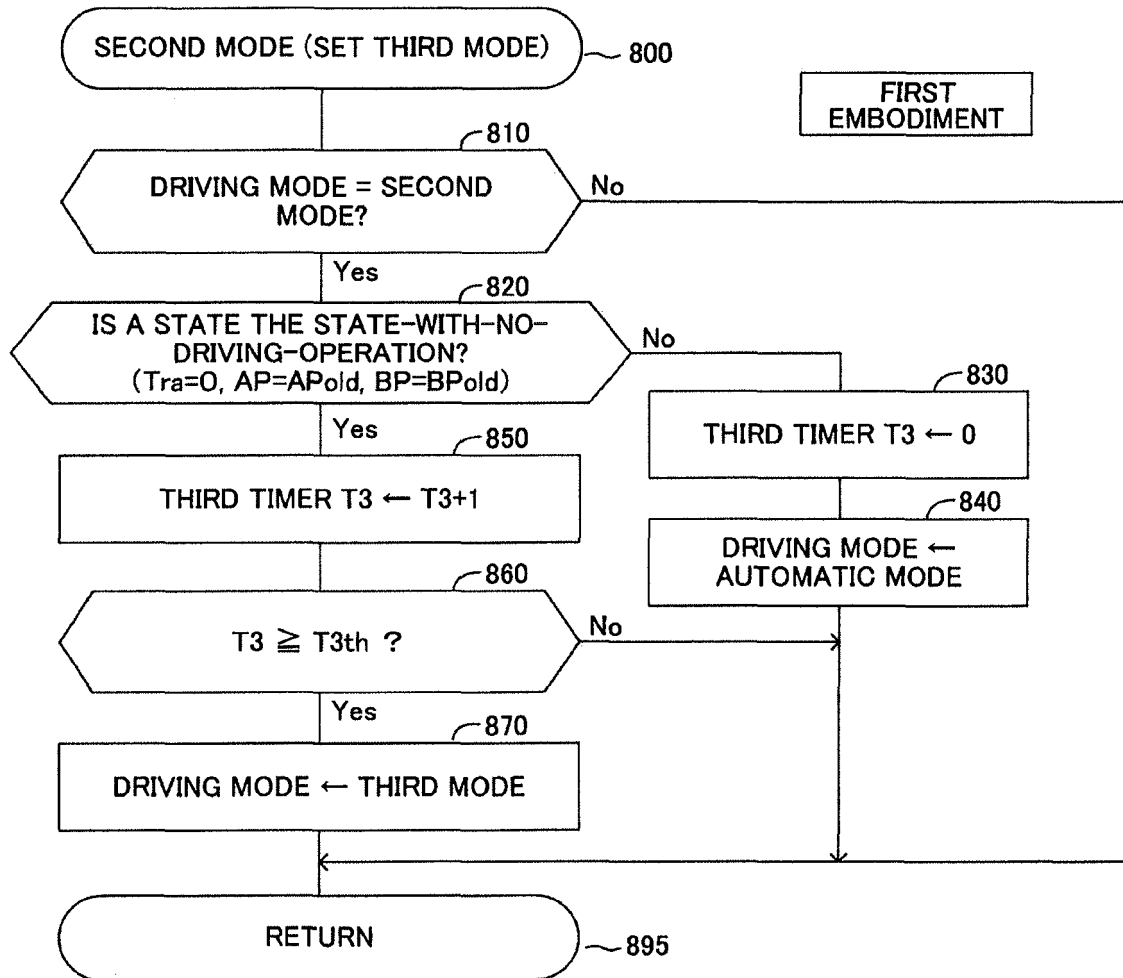 SECOND MODE (SET THIRD MODE)
800
FIRST
EMBODIMENT
810
DRIVING MODE = SECOND
MODE?
No
Yes
820
IS A STATE THE STATE-WITH-NO-
DRIVING-OPERATION?
(Tra=0, AP=APold, BP=BPold)
No
Yes
830
THIRD TIMER T3 ← 0
850
THIRD TIMER T3 ← T3+1
840
DRIVING MODE ←
AUTOMATIC MODE
860
T3 ≧ T3th ?
No
Yes
870
DRIVING MODE ← THIRD MODE
RETURN
895